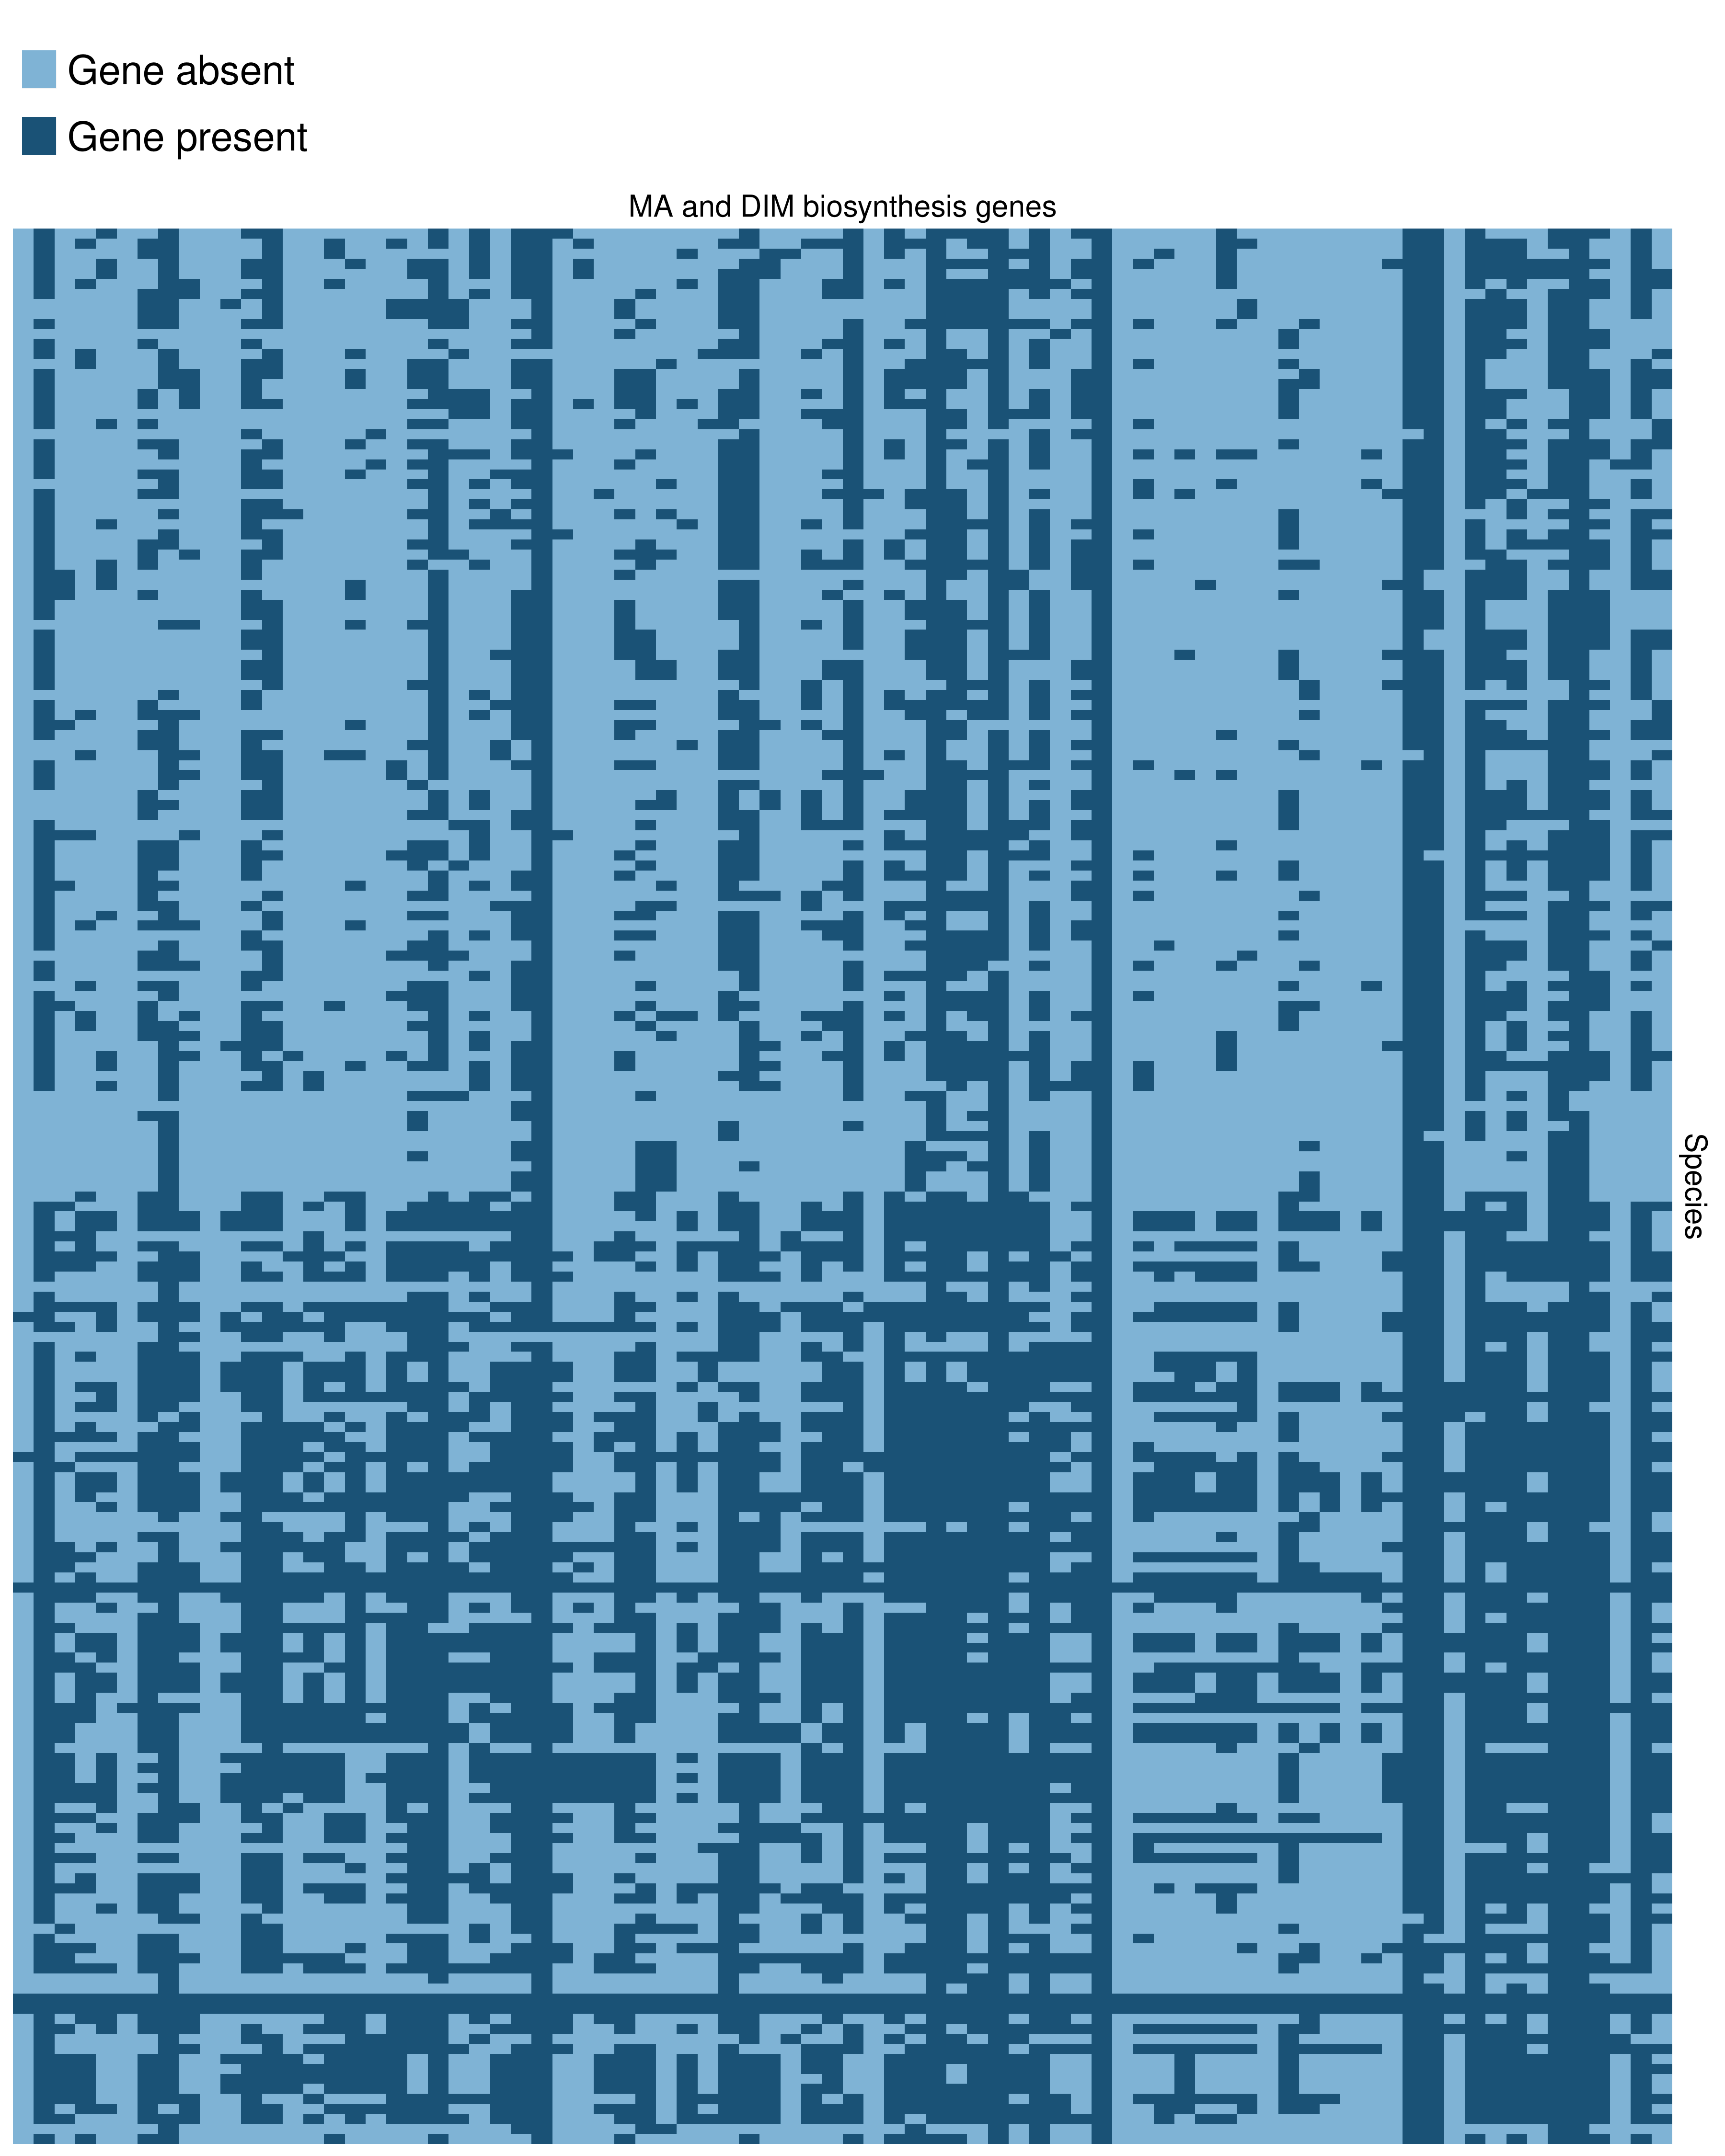 Gene absent
Gene present
MA and DIM biosynthesis genes
Species